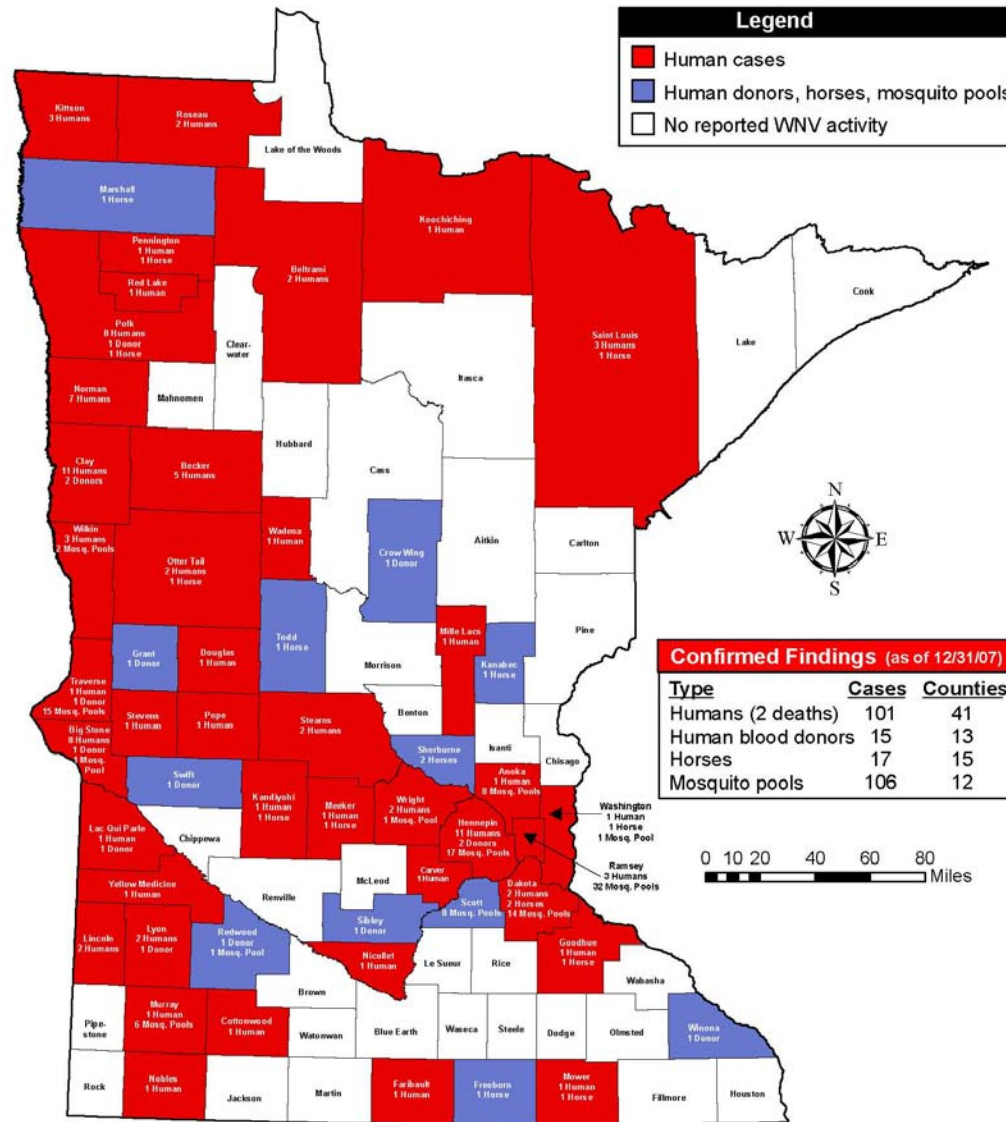 Legend
Human cases
Human donors, horses, mosquito pools
No reported WNV activity
Kittson
3 Humans
Roseau
2 Humans
Lake of the Woods
Marshall
1 Horse
Koochiching
1 Human
Pennington
1 Human
1 Horse
Beltrami
2 Humans
Red Lake
1 Human
Polk
8 Humans
1 Donor
1 Horse
Clear-
water
Cook
Lake
Saint Louis
3 Humans
1 Horse
Itasca
Norman
7 Humans
Mahnomen
Hubbard
Cass
Clay
11 Humans
2 Donors
Becker
5 Humans
N
W
E
S
Wilkin
3 Humans
2 Mosq. Pools
Wadena
1 Human
Crow Wing
1 Donor
Aitkin
Carlton
Otter Tail
2 Humans
1 Horse
Pine
Mille Lacs
1 Human
Todd
1 Horse
Grant
1 Donor
Douglas
1 Human
Morrison
Kanabec
1 Horse
Confirmed Findings (as of 12/31/07)
Type Cases Counties
Humans (2 deaths) 101 41
Human blood donors 15 13
Horses 17 15
Mosquito pools 106 12
Traverse
1 Human
1 Donor
15 Mosq. Pools
Stevens
1 Human
Pope
1 Human
Stearns
2 Humans
Benton
Big Stone
8 Humans
1 Donor
1 Mosq.
Pool
Sherburne
2 Horses
Isanti
Chisago
Swift
1 Donor
Anoka
1 Human
8 Mosq. Pools
Kandiyohi
1 Human
1 Horse
Meeker
1 Human
1 Horse
Wright
2 Humans
1 Mosq. Pool
Washington
1 Human
1 Horse
1 Mosq. Pool
Hennepin
11 Humans
2 Donors
17 Mosq. Pools
Lac Qui Parle
1 Human
1 Donor
Chippewa
Ramsey
3 Humans
32 Mosq. Pools
0 10 20 40 60 80
Miles
McLeod
Carver
1 Human
Dakota
2 Humans
2 Horses
14 Mosq. Pools
Yellow Medicine
1 Human
Renville
Scott
8 Mosq. Pools
Sibley
1 Donor
Lincoln
2 Humans
Lyon
2 Humans
1 Donor
Redwood
1 Donor
1 Mosq. Pool
Nicollet
1 Human
Le Sueur
Rice
Goodhue
1 Human
1 Horse
Wabasha
Brown
Pipe-
stone
Murray
1 Human
6 Mosq. Pools
Cottonwood
1 Human
Watonwan
Blue Earth
Waseca
Steele
Dodge
Olmsted
Winona
1 Donor
Rock
Nobles
1 Human
Jackson
Martin
Faribault
1 Human
Freeborn
1 Horse
Mower
1 Human
1 Horse
Fillmore
Houston